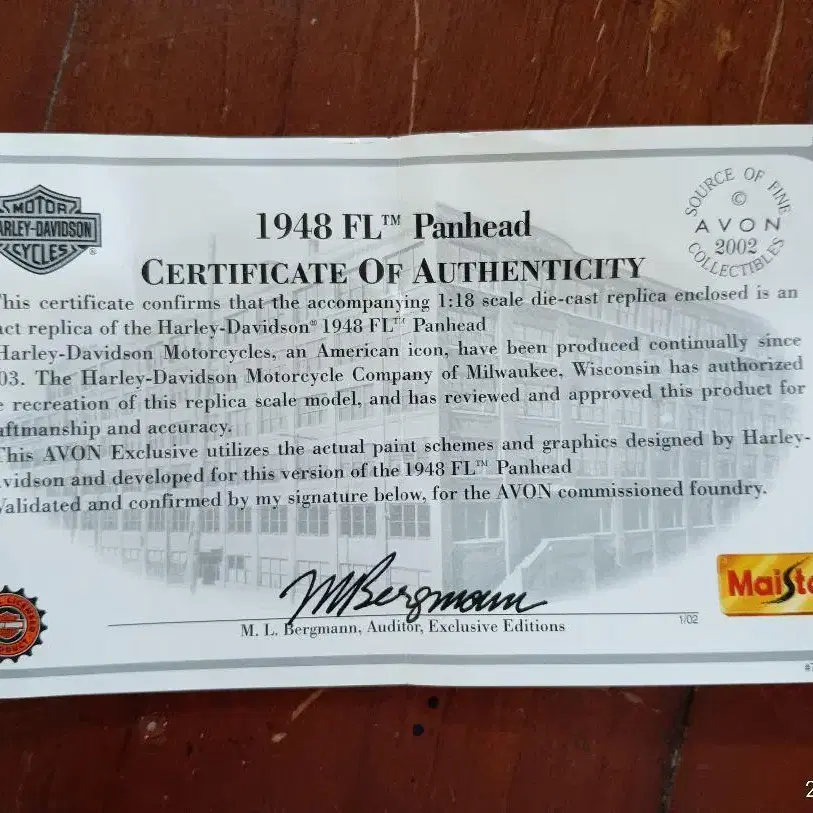 MOTOR
ARLEY-DAVIDSON
CYCLES
®
SOURCE OF FINE
©
AVON
2002
COLLECTIBLES
1948 FL™ Panhead
CERTIFICATE OF AUTHENTICITY
his certificate confirms that the accompanying 1:18 scale die-cast replica enclosed is an
act replica of the Harley-Davidson® 1948 FL™ Panhead
Harley-Davidson Motorcycles, an American icon, have been produced continually since
03. The Harley-Davidson Motorcycle Company of Milwaukee, Wisconsin has authorized
e recreation of this replica scale model, and has reviewed and approved this product for
aftmanship and accuracy.
This AVON Exclusive utilizes the actual paint schemes and graphics designed by Harley-
vidson and developed for this version of the 1948 FL™ Panhead
Validated and confirmed by my signature below, for the AVON commissioned foundry.
M L Bergmann
M. L. Bergmann, Auditor, Exclusive Editions
1/02
Maisto